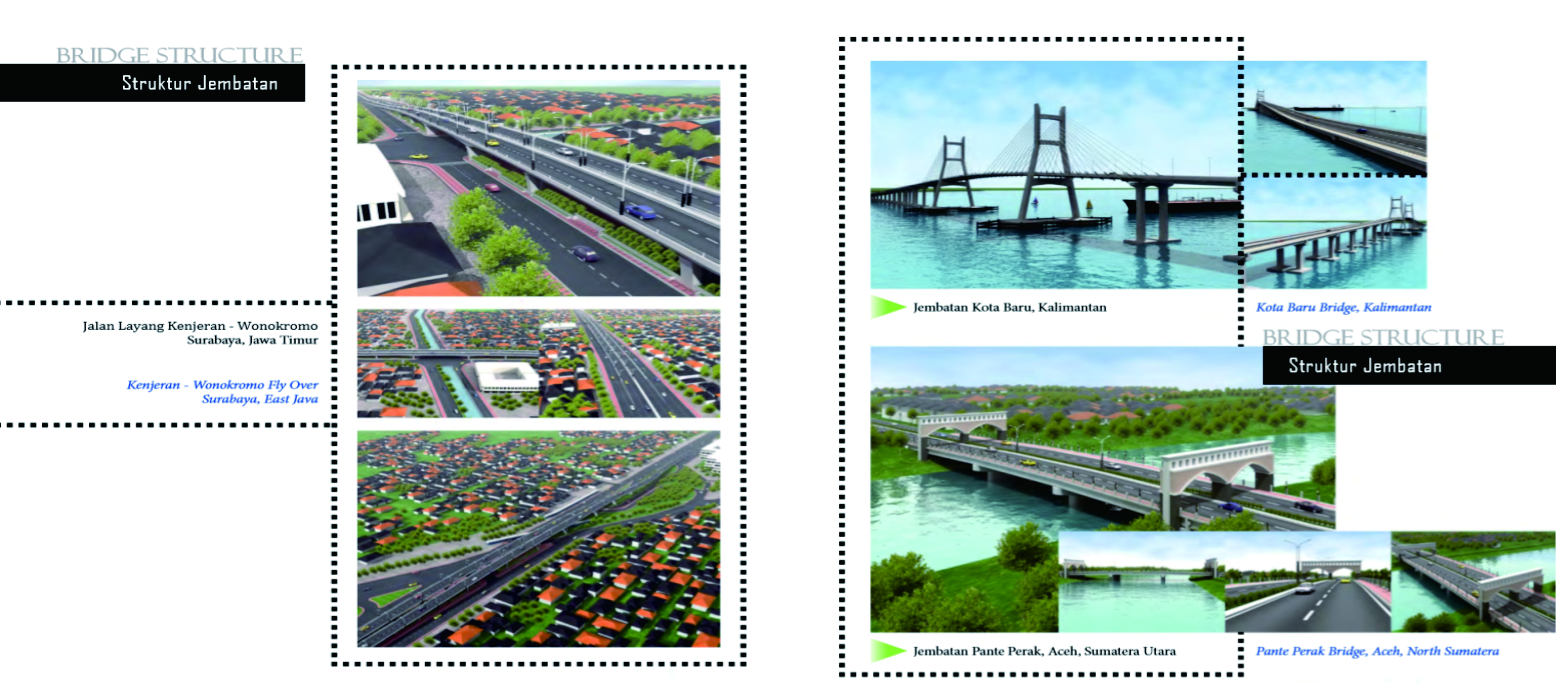 BRIDGE STRUCTURE
Struktur Jembatan
Jalan Layang Kenjeran - Wonokromo
Surabaya, Jawa Timur
Kenjeran - Wonokromo Fly Over
Surabaya, East Java
Jembatan Kota Baru, Kalimantan
Kota Baru Bridge, Kalimantan
BRIDGE STRUCTURE
Struktur Jembatan
Jembatan Pante Perak, Aceh, Sumatera Utara
Pante Perak Bridge, Aceh, North Sumatera